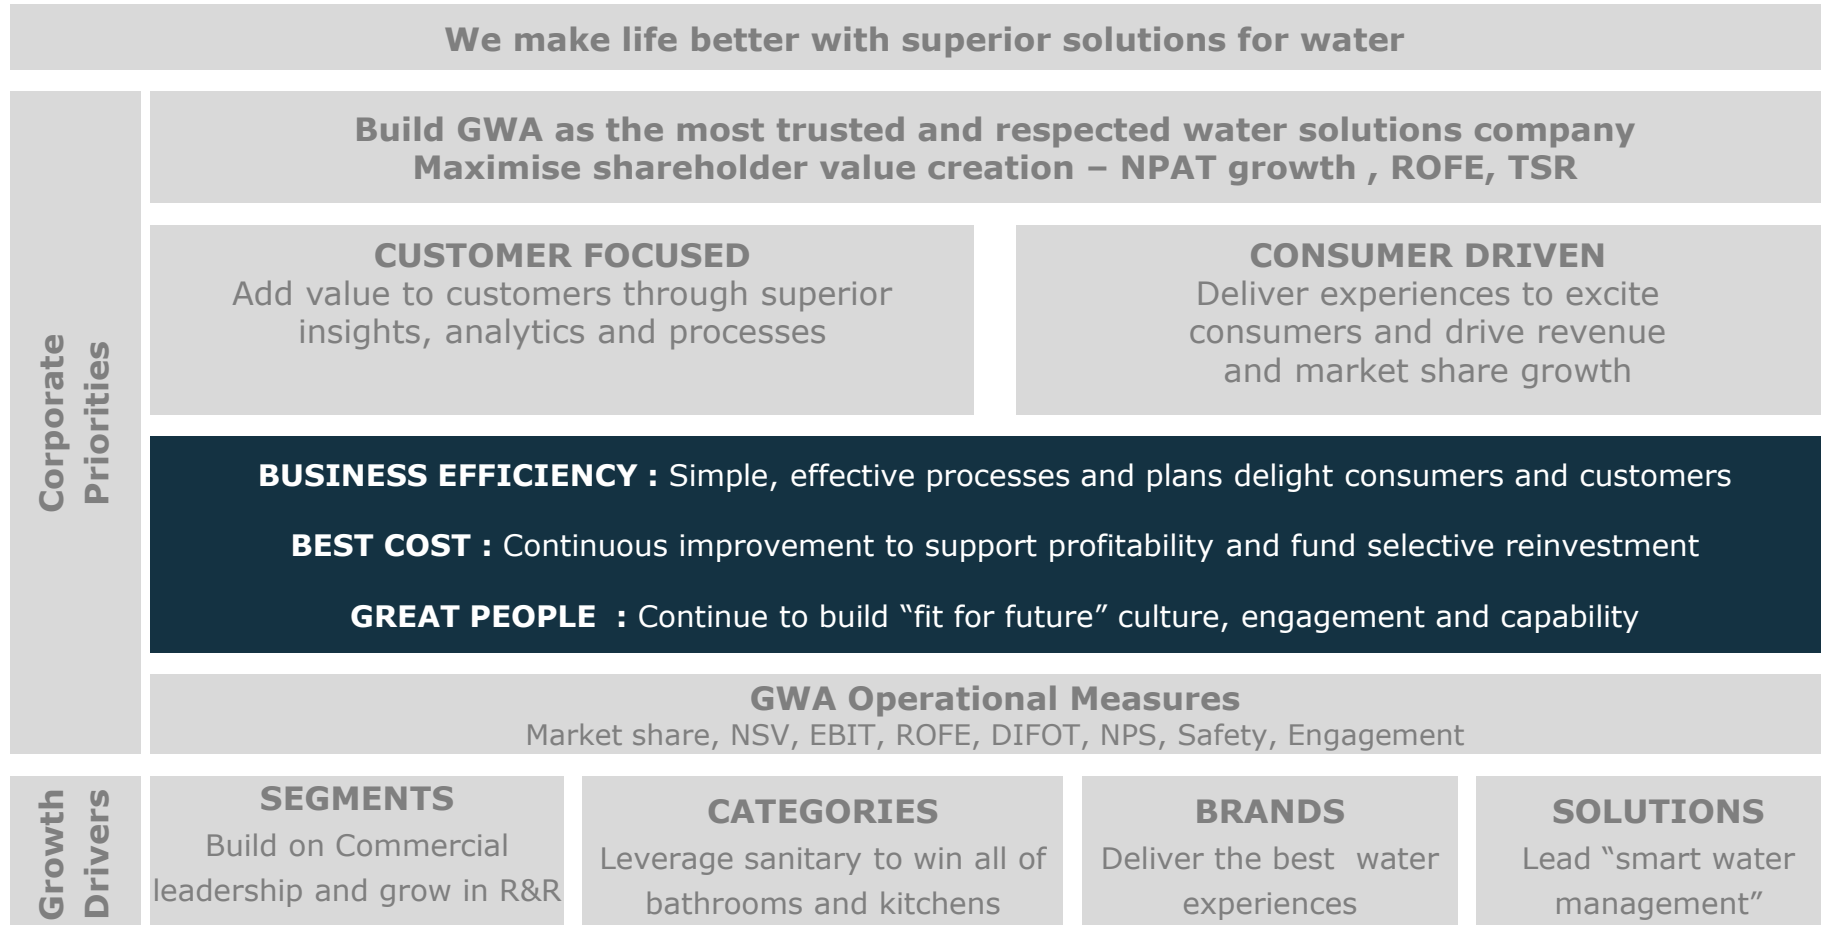 We make life better with superior solutions for water
Corporate
Priorities
Build GWA as the most trusted and respected water solutions company
Maximise shareholder value creation – NPAT growth , ROFE, TSR
CUSTOMER FOCUSED
Add value to customers through superior
insights, analytics and processes
CONSUMER DRIVEN
Deliver experiences to excite
consumers and drive revenue
and market share growth
BUSINESS EFFICIENCY : Simple, effective processes and plans delight consumers and customers
BEST COST : Continuous improvement to support profitability and fund selective reinvestment
GREAT PEOPLE  : Continue to build “fit for future” culture, engagement and capability
GWA Operational Measures
Market share, NSV, EBIT, ROFE, DIFOT, NPS, Safety, Engagement
Growth
Drivers
SEGMENTS
Build on Commercial
leadership and grow in R&R
CATEGORIES
Leverage sanitary to win all of
bathrooms and kitchens
BRANDS
Deliver the best  water
experiences
SOLUTIONS
Lead “smart water
management”